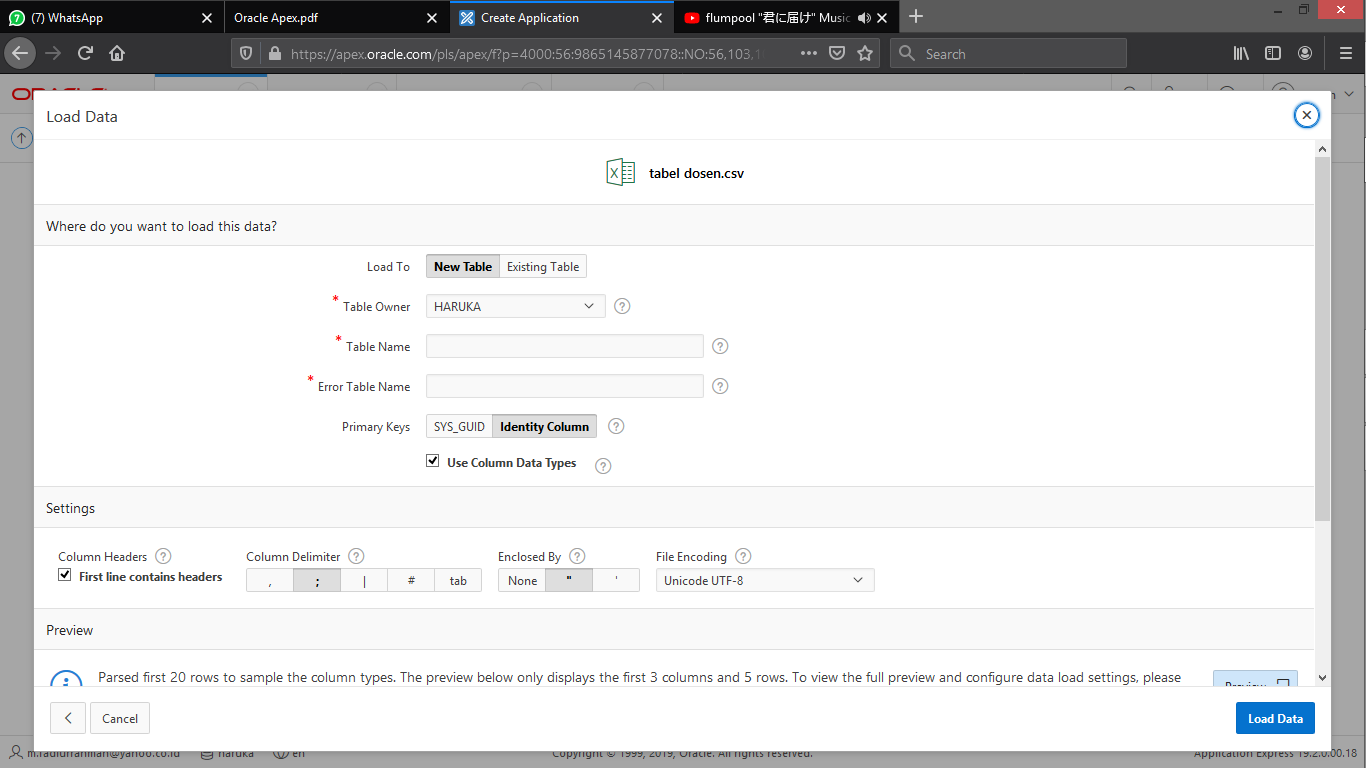 (7) WhatsApp
Oracle Apex.pdf
Create Application
flumpool "君に届け" Music
https://apex.oracle.com/pls/apex/f?p=4000:56:9865145877078::NO:56,103,1
Search
Load Data
tabel dosen.csv
Where do you want to load this data?
Load To New Table Existing Table
* Table Owner HARUKA
* Table Name
* Error Table Name
Primary Keys SYS_GUID Identity Column
Use Column Data Types
Settings
Column Headers Column Delimiter Enclosed By File Encoding
First line contains headers , ; | # tab None " ' Unicode UTF-8
Preview
Parsed first 20 rows to sample the column types. The preview below only displays the first 3 columns and 5 rows. To view the full preview and configure data load settings, please
Preview
Cancel Load Data
haruka en Copyright © 1999, 2019, Oracle. All rights reserved. Application Express 19.2.0.00.18